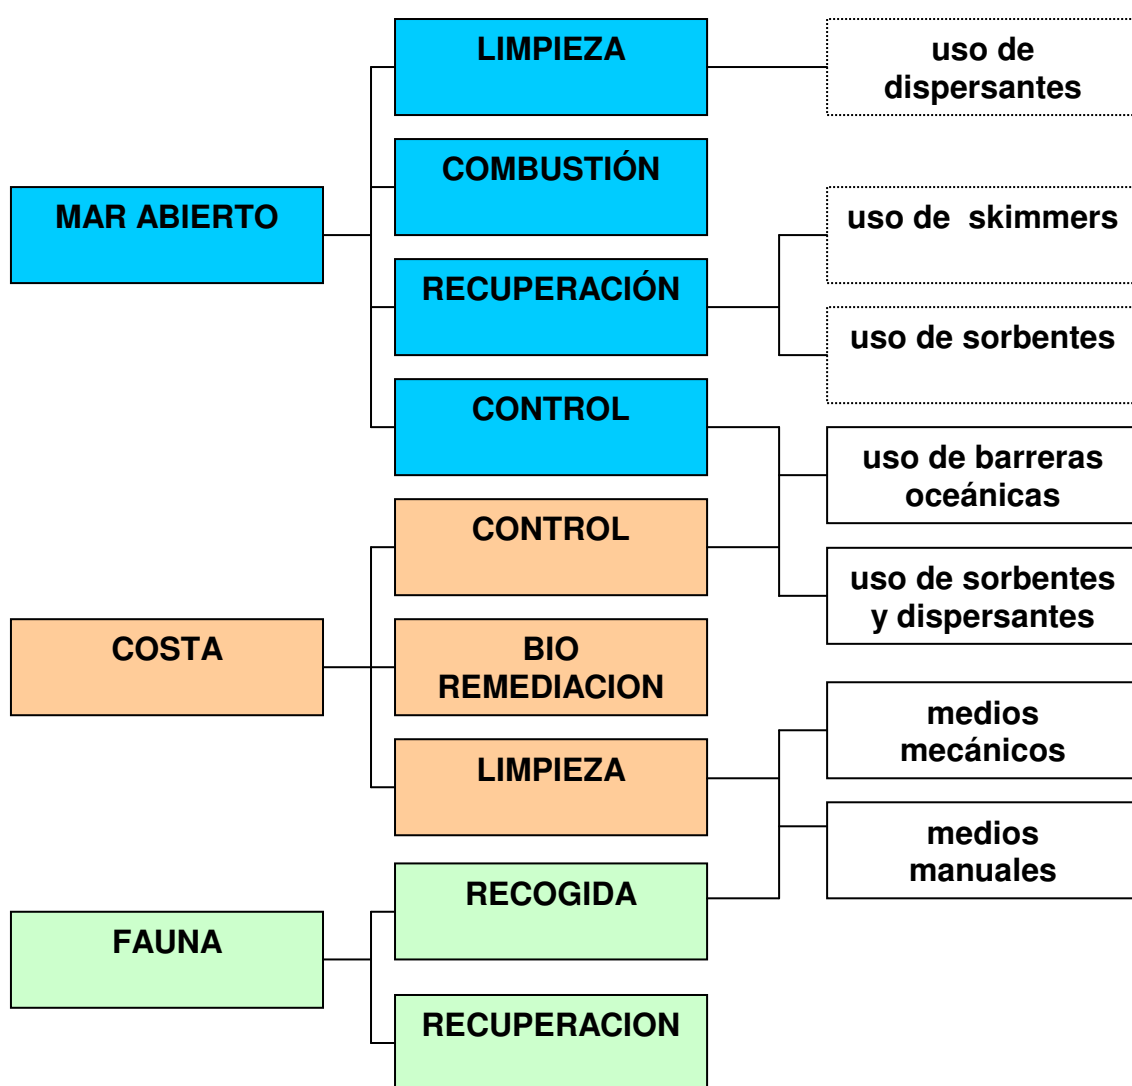 MAR ABIERTO
LIMPIEZA
uso de
dispersantes
COMBUSTIÓN
RECUPERACIÓN
uso de skimmers
uso de sorbentes
CONTROL
uso de barreras
oceánicas
uso de sorbentes
y dispersantes
COSTA
CONTROL
BIO
REMEDIACION
LIMPIEZA
medios
mecánicos
medios
manuales
FAUNA
RECOGIDA
RECUPERACION